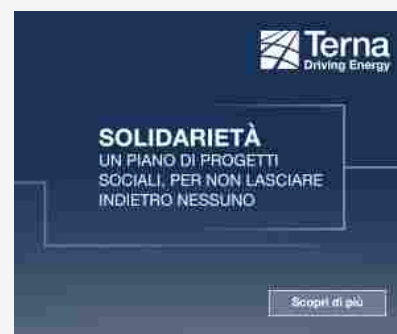 Terna
Driving Energy
SOLIDARIETÀ
UN PIANO DI PROGETTI
SOCIALI, PER NON LASCIARE
INDIETRO NESSUNO
Scopri di più